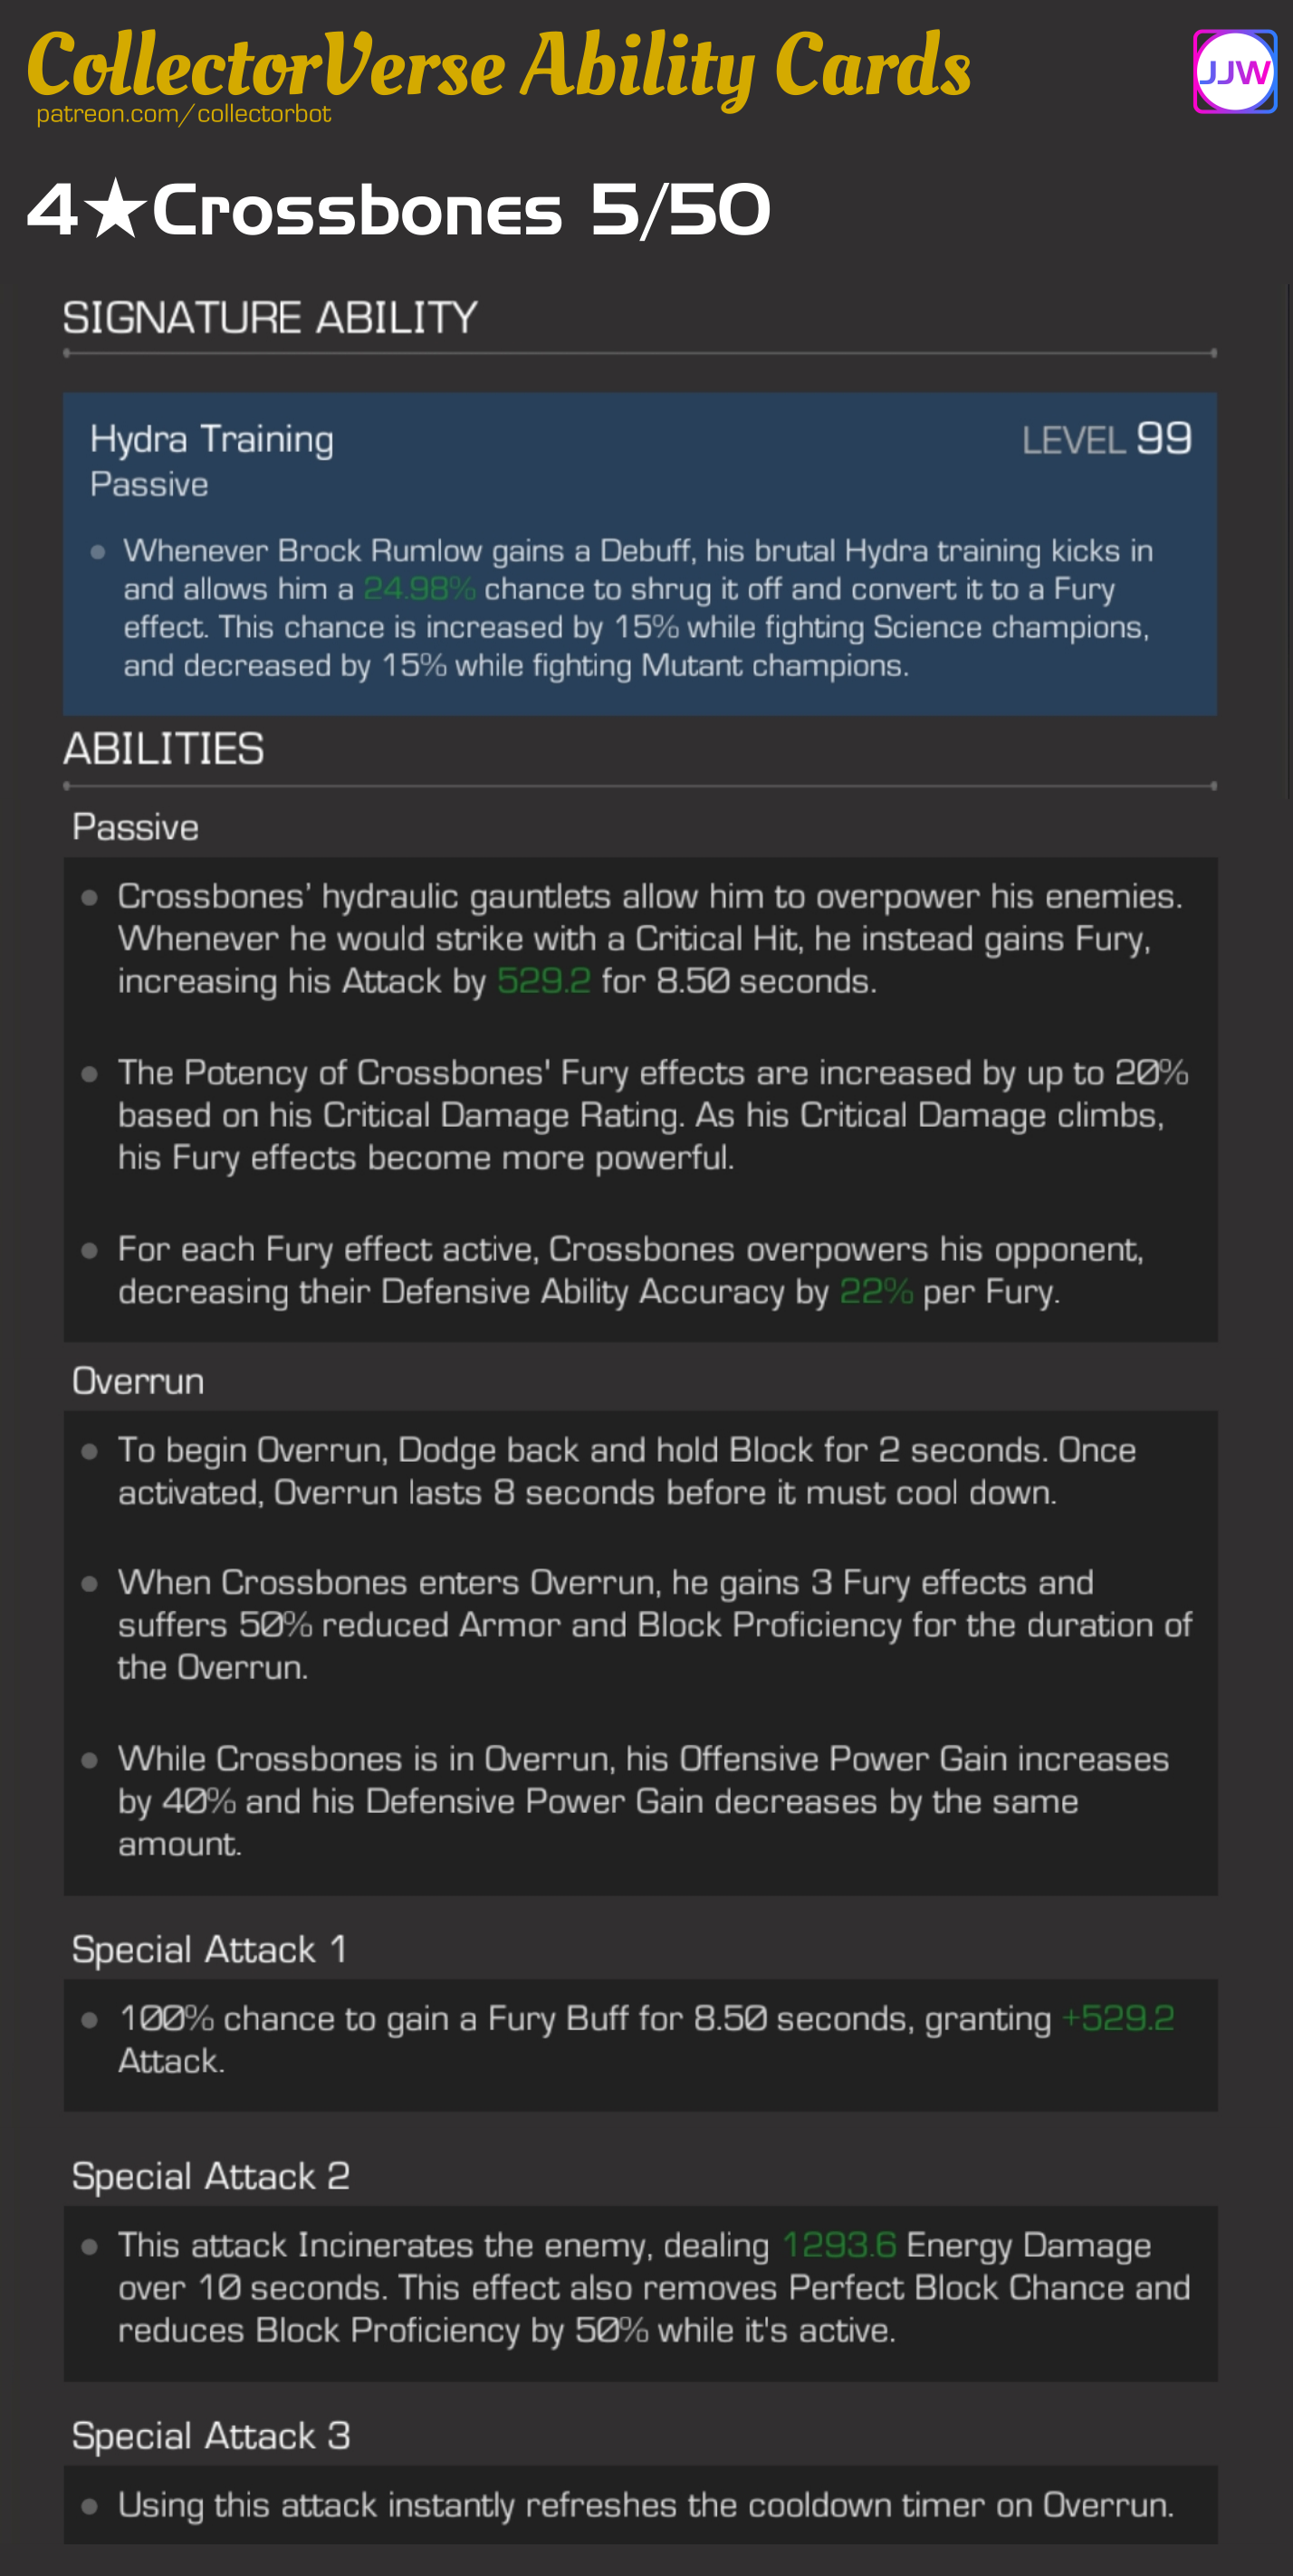 CollectorVerse Ability Cards
JJW
patreon.com/collectorbot
4★Crossbones 5/50
SIGNATURE ABILITY
Hydra Training
LEVEL 99
Passive
Whenever Brock Rumlow gains a Debuff, his brutal Hydra training kicks in
and allows him a 24.98% chance to shrug it off and convert it to a Fury
effect. This chance is increased by 15% while fighting Science champions,
and decreased by 15% while fighting Mutant champions.
ABILITIES
Passive
Crossbones’ hydraulic gauntlets allow him to overpower his enemies.
Whenever he would strike with a Critical Hit, he instead gains Fury,
increasing his Attack by 529.2 for 8.50 seconds.
The Potency of Crossbones' Fury effects are increased by up to 20%
based on his Critical Damage Rating. As his Critical Damage climbs,
his Fury effects become more powerful.
For each Fury effect active, Crossbones overpowers his opponent,
decreasing their Defensive Ability Accuracy by 22% per Fury.
Overrun
To begin Overrun, Dodge back and hold Block for 2 seconds. Once
activated, Overrun lasts 8 seconds before it must cool down.
When Crossbones enters Overrun, he gains 3 Fury effects and
suffers 50% reduced Armor and Block Proficiency for the duration of
the Overrun.
While Crossbones is in Overrun, his Offensive Power Gain increases
by 40% and his Defensive Power Gain decreases by the same
amount.
Special Attack 1
100% chance to gain a Fury Buff for 8.50 seconds, granting +529.2
Attack.
Special Attack 2
This attack Incinerates the enemy, dealing 1293.6 Energy Damage
over 10 seconds. This effect also removes Perfect Block Chance and
reduces Block Proficiency by 50% while it's active.
Special Attack 3
Using this attack instantly refreshes the cooldown timer on Overrun.